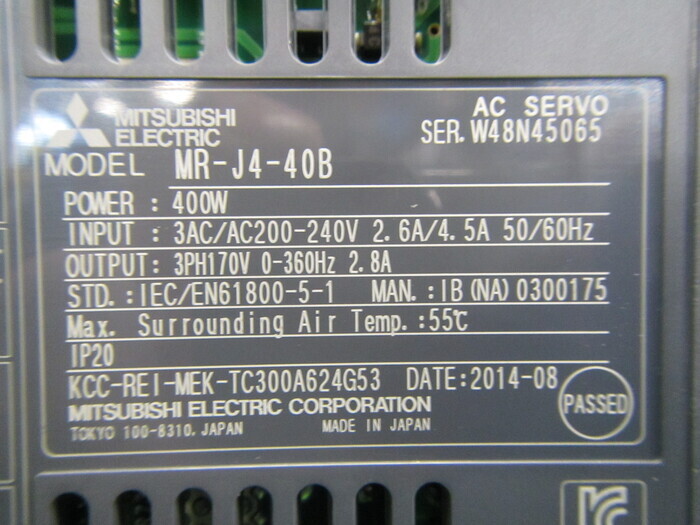 MITSUBISHI ELECTRIC
AC SERVO
SER. W48N45065
MODEL MR-J4-40B
POWER : 400W
INPUT : 3AC/AC200-240V 2.6A/4.5A 50/60Hz
OUTPUT: 3PH170V 0-360Hz 2.8A
STD. : IEC/EN61800-5-1 MAN. : IB (NA) 0300175
Max. Surrounding Air Temp. : 55℃
IP20
KCC-REI-MEK-TC300A624G53 DATE: 2014-08
PASSED
MITSUBISHI ELECTRIC CORPORATION
TOKYO 100-8310, JAPAN MADE IN JAPAN